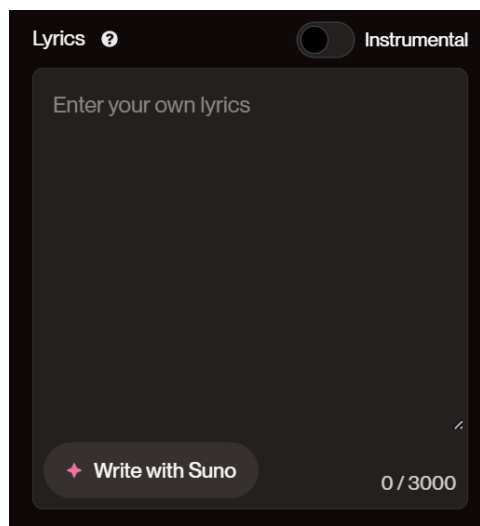 Lyrics ?
Instrumental
Enter your own lyrics
Write with Suno
0 / 3000